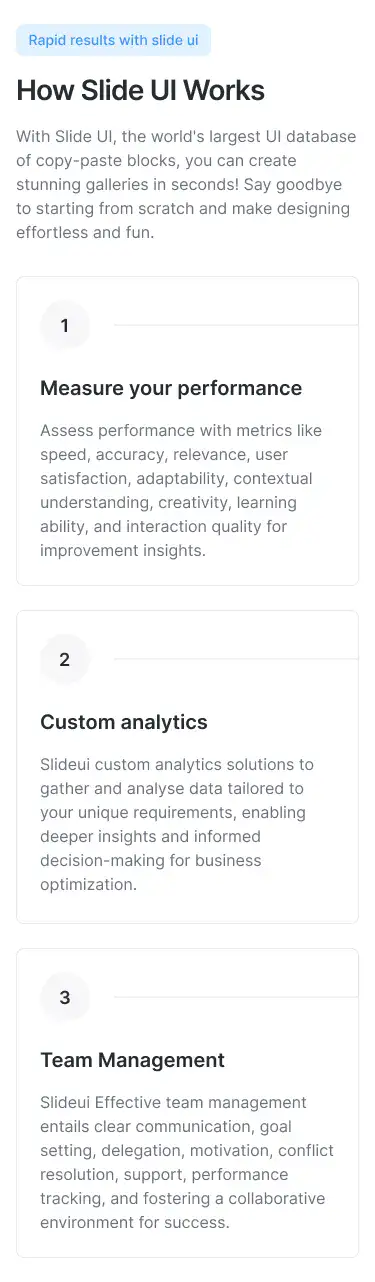 Rapid results with slide ui
How Slide UI Works
With Slide UI, the world's largest UI database
of copy-paste blocks, you can create
stunning galleries in seconds! Say goodbye
to starting from scratch and make designing
effortless and fun.
1
Measure your performance
Assess performance with metrics like
speed, accuracy, relevance, user
satisfaction, adaptability, contextual
understanding, creativity, learning
ability, and interaction quality for
improvement insights.
2
Custom analytics
Slideui custom analytics solutions to
gather and analyse data tailored to
your unique requirements, enabling
deeper insights and informed
decision-making for business
optimization.
3
Team Management
Slideui Effective team management
entails clear communication, goal
setting, delegation, motivation, conflict
resolution, support, performance
tracking, and fostering a collaborative
environment for success.